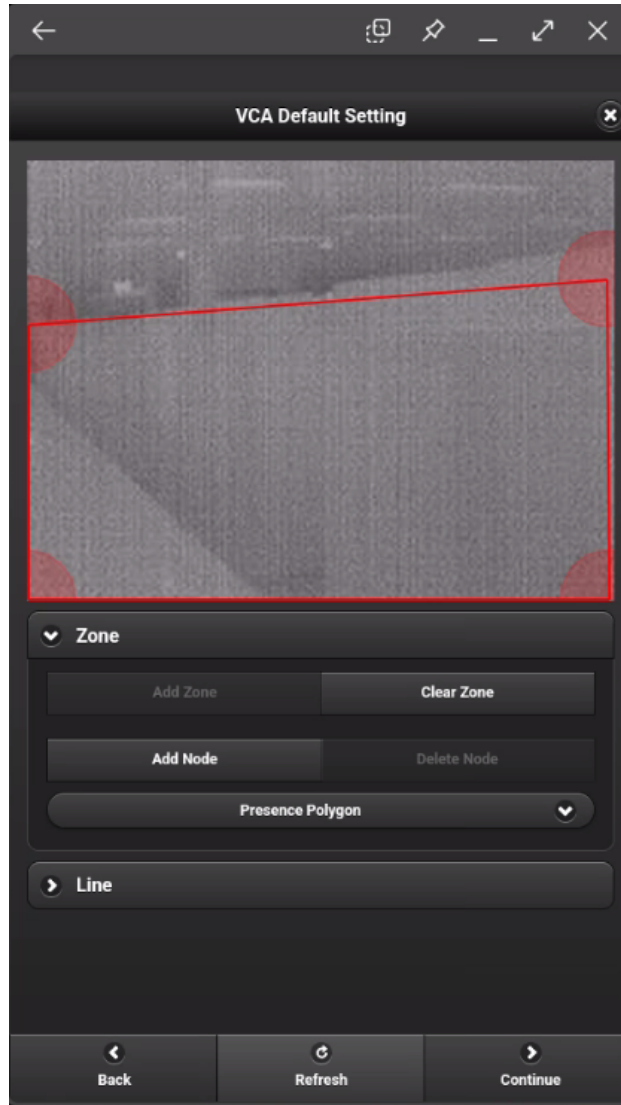 VCA Default Setting
Zone
Add Zone
Clear Zone
Add Node
Delete Node
Presence Polygon
Line
Back
Refresh
Continue